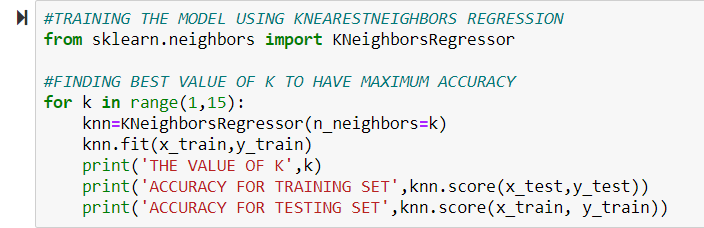 #TRAINING THE MODEL USING KNEARESTNEIGHBORS REGRESSION
from sklearn.neighbors import KNeighborsRegressor
#FINDING BEST VALUE OF K TO HAVE MAXIMUM ACCURACY
for k in range(1,15):
    knn=KNeighborsRegressor(n_neighbors=k)
    knn.fit(x_train,y_train)
    print('THE VALUE OF K',k)
    print('ACCURACY FOR TRAINING SET',knn.score(x_test,y_test))
    print('ACCURACY FOR TESTING SET',knn.score(x_train, y_train))